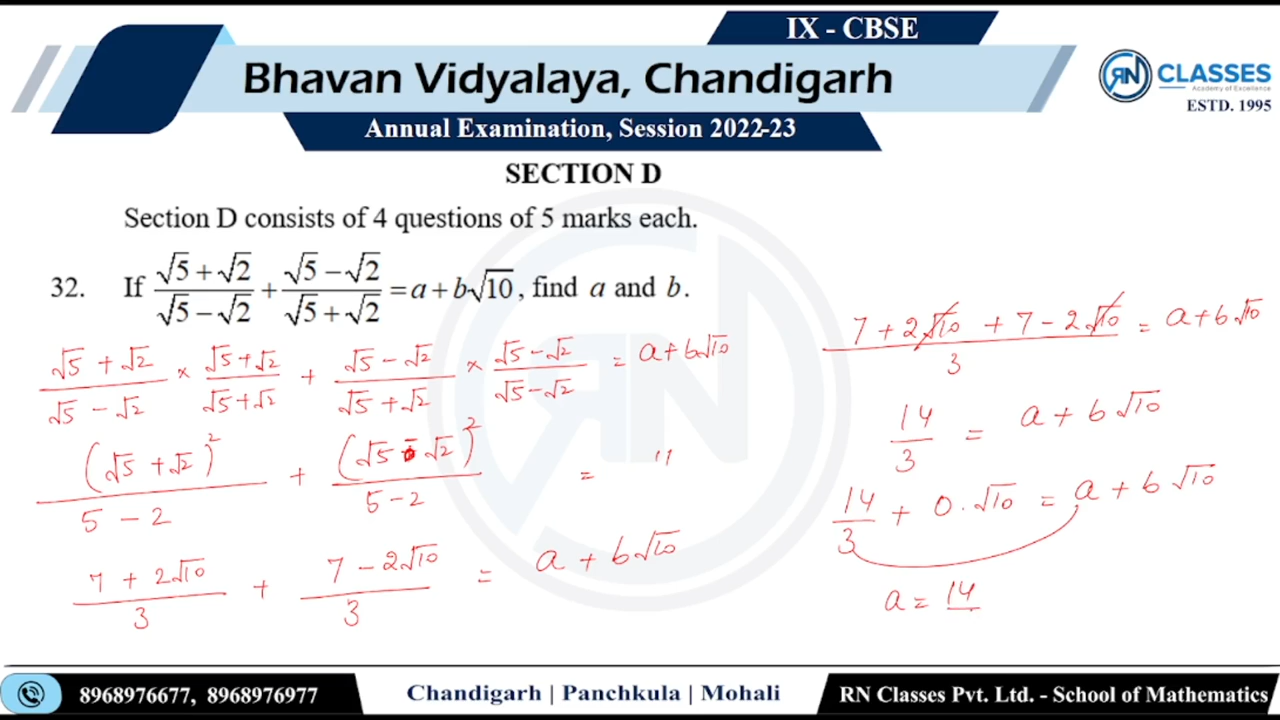 IX - CBSE
Bhavan Vidyalaya, Chandigarh
RN CLASSES
Academy of Excellence
ESTD. 1995
Annual Examination, Session 2022-23
SECTION D
Section D consists of 4 questions of 5 marks each.
32. If (√5+√2)/(√5−√2) + (√5−√2)/(√5+√2) = a+b√10, find a and b.
(√5 + √2)/(√5 − √2) × (√5+√2)/(√5+√2) + (√5 − √2)/(√5 + √2) × (√5−√2)/(√5−√2) = a+b√10
(√5 + √2)²/(5 − 2) + (√5 − √2)²/(5−2) = "
(7 + 2√10)/3 + (7 − 2√10)/3 = a + b√10
(7 + 2√10 + 7 − 2√10)/3 = a+b√10
14/3 = a + b√10
14/3 + 0.√10 = a + b√10
a = 14
RN
8968976677, 8968976977
Chandigarh | Panchkula | Mohali
RN Classes Pvt. Ltd. - School of Mathematics